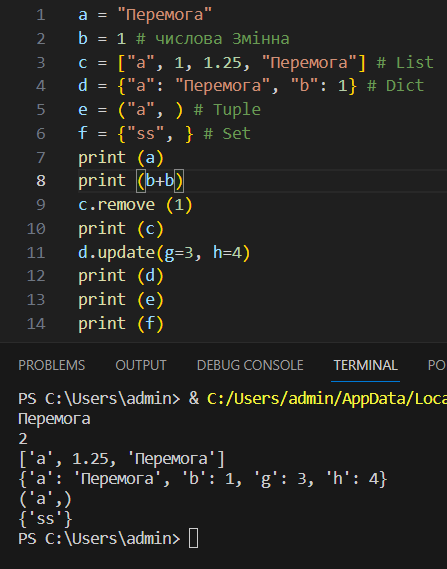 1 a = "Перемога"
2 b = 1 # числова Змінна
3 c = ["a", 1, 1.25, "Перемога"] # List
4 d = {"a": "Перемога", "b": 1} # Dict
5 e = ("a", ) # Tuple
6 f = {"ss", } # Set
7 print (a)
8 print (b+b)
9 c.remove (1)
10 print (c)
11 d.update(g=3, h=4)
12 print (d)
13 print (e)
14 print (f)
PROBLEMS OUTPUT DEBUG CONSOLE TERMINAL PO
PS C:\Users\admin> & C:/Users/admin/AppData/Loca
Перемога
2
['a', 1.25, 'Перемога']
{'a': 'Перемога', 'b': 1, 'g': 3, 'h': 4}
('a',)
{'ss'}
PS C:\Users\admin>